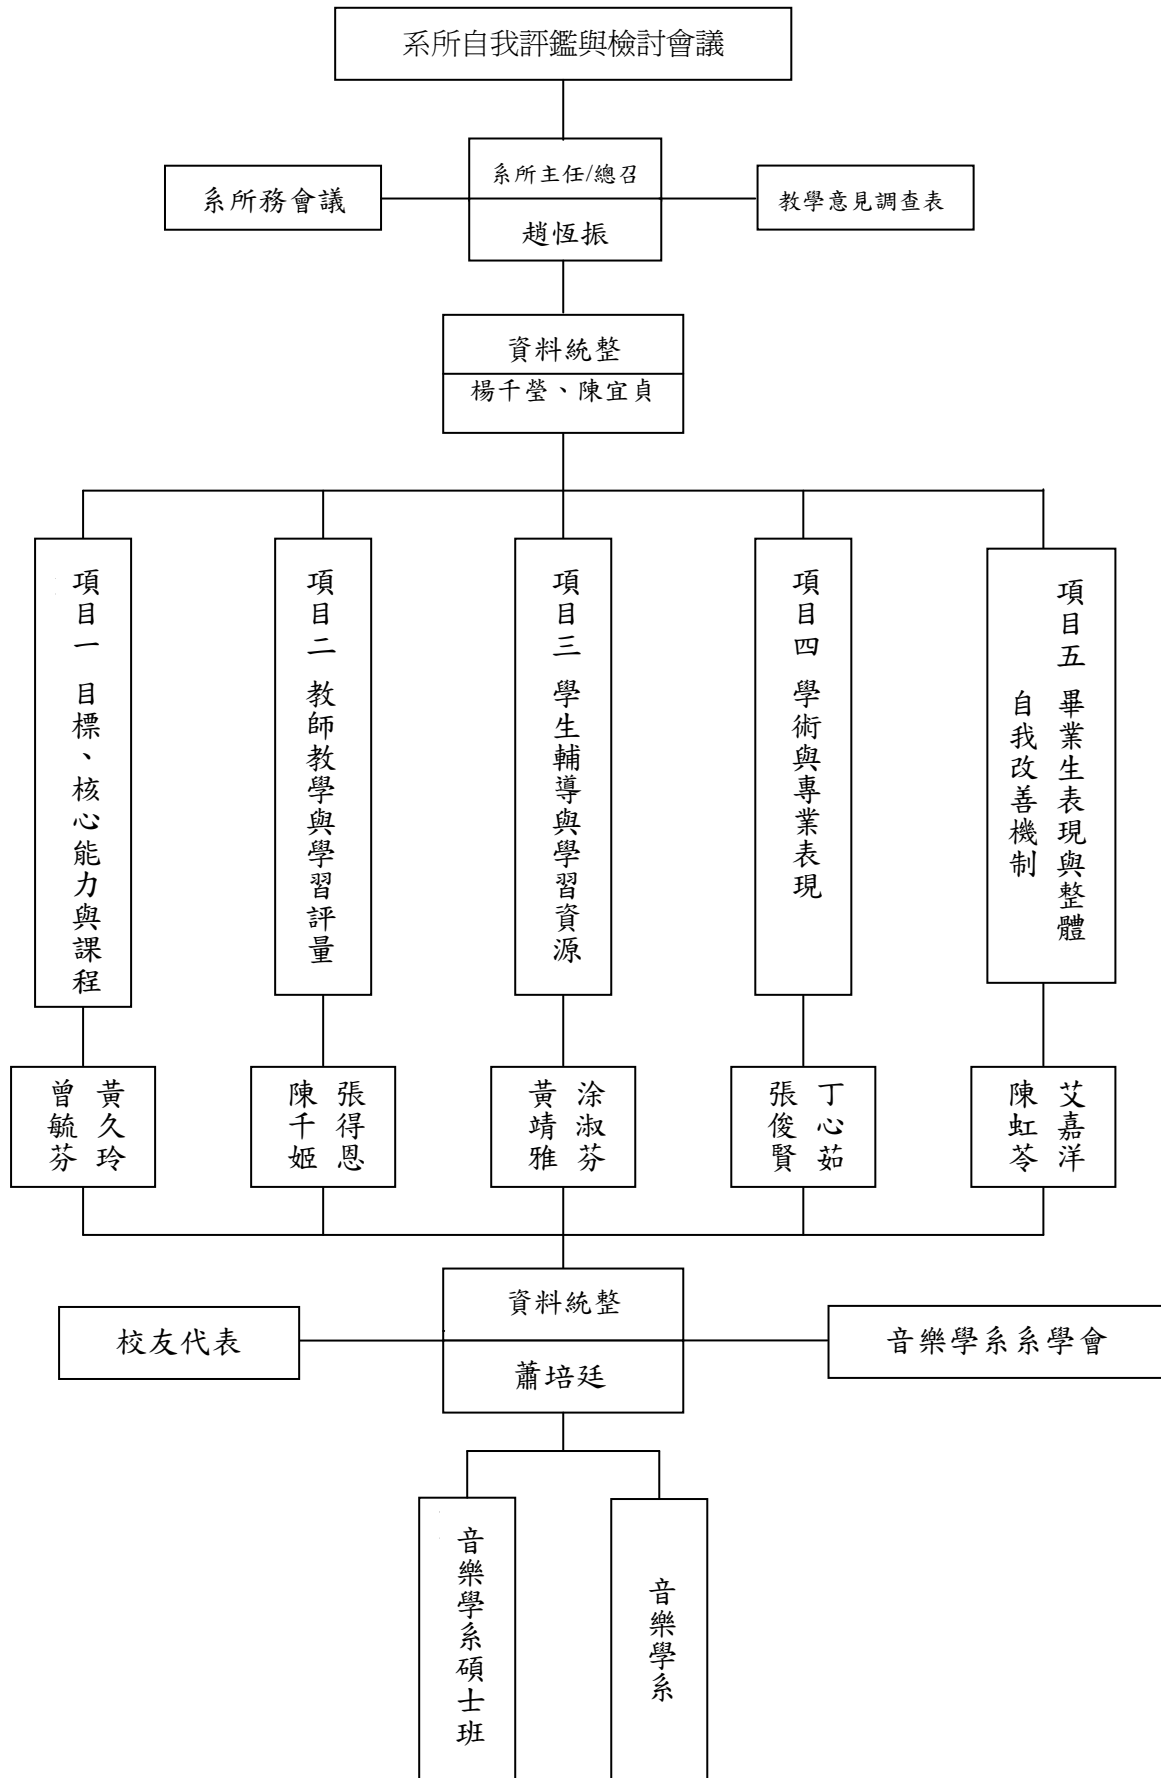 系所自我評鑑與檢討會議
系所務會議
系所主任/總召
趙恆振
教學意見調查表
資料統整
楊千瑩、陳宜貞
項目一 目標、核心能力與課程
項目二 教師教學與學習評量
項目三 學生輔導與學習資源
項目四 學術與專業表現
項目五 畢業生表現與整體
自我改善機制
黃久玲
曾毓芬
張得恩
陳千姬
涂淑芬
黃靖雅
丁心茹
張俊賢
艾嘉洋
陳虹苓
資料統整
蕭培廷
校友代表
音樂學系系學會
音樂學系碩士班
音樂學系